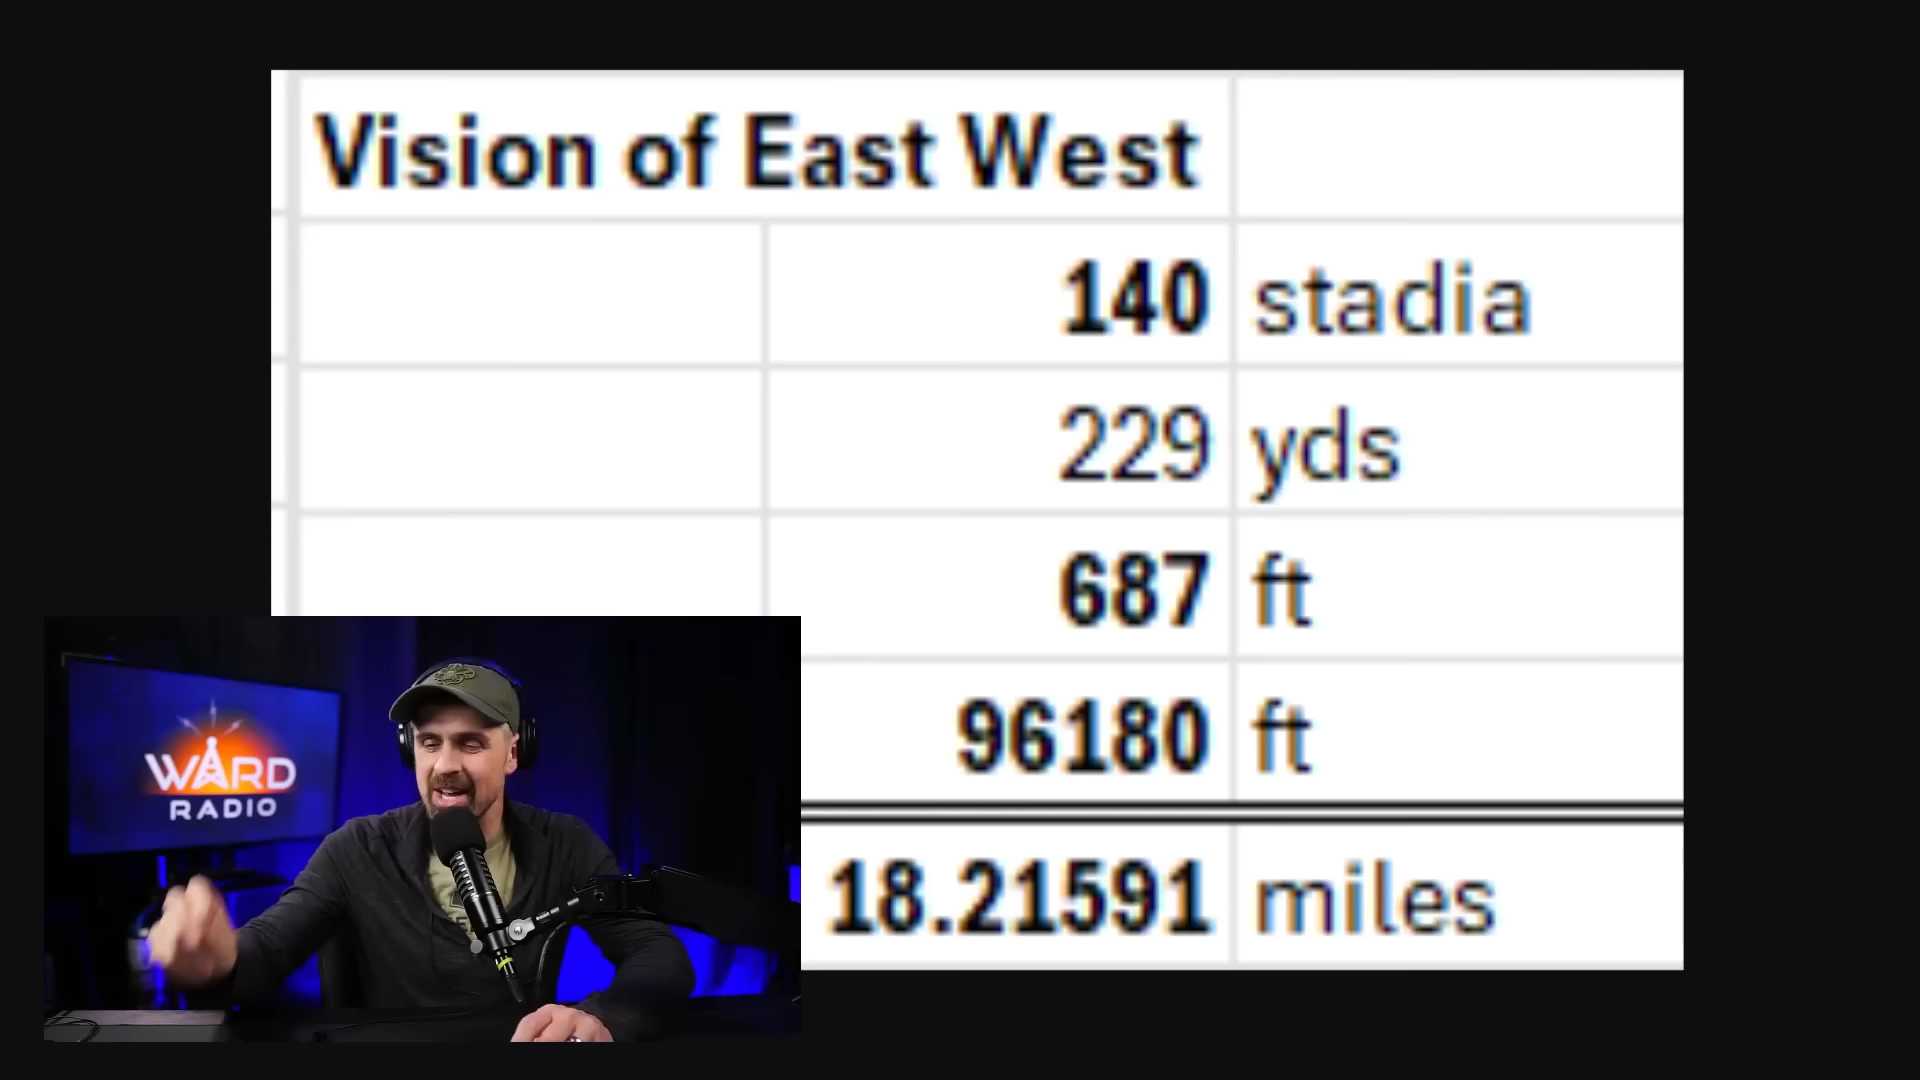 Vision of East West
140 stadia
229 yds
687 ft
96180 ft
18.21591 miles
WARD
RADIO